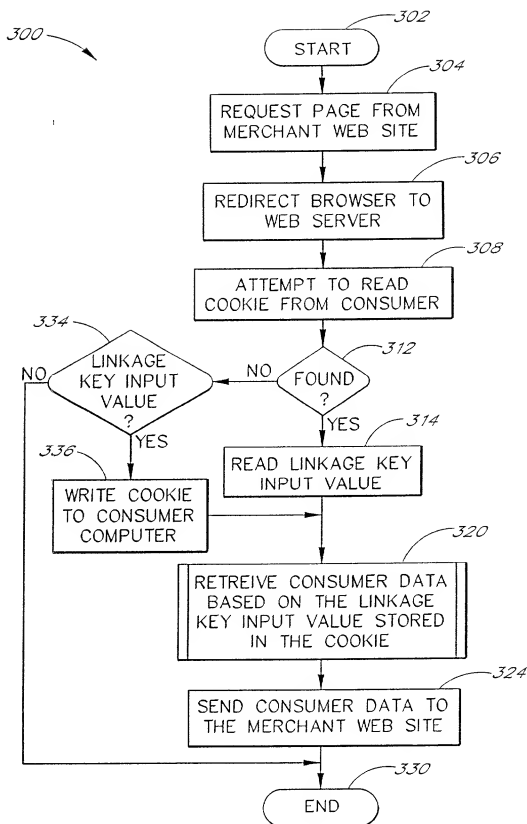 300
302
START
304
REQUEST PAGE FROM
MERCHANT WEB SITE
306
REDIRECT BROWSER TO
WEB SERVER
308
ATTEMPT TO READ
COOKIE FROM CONSUMER
334
LINKAGE
KEY INPUT
VALUE
?
NO
YES
312
FOUND
?
NO
YES
314
READ LINKAGE KEY
INPUT VALUE
336
WRITE COOKIE
TO CONSUMER
COMPUTER
320
RETREIVE CONSUMER DATA
BASED ON THE LINKAGE
KEY INPUT VALUE STORED
IN THE COOKIE
324
SEND CONSUMER DATA TO
THE MERCHANT WEB SITE
330
END